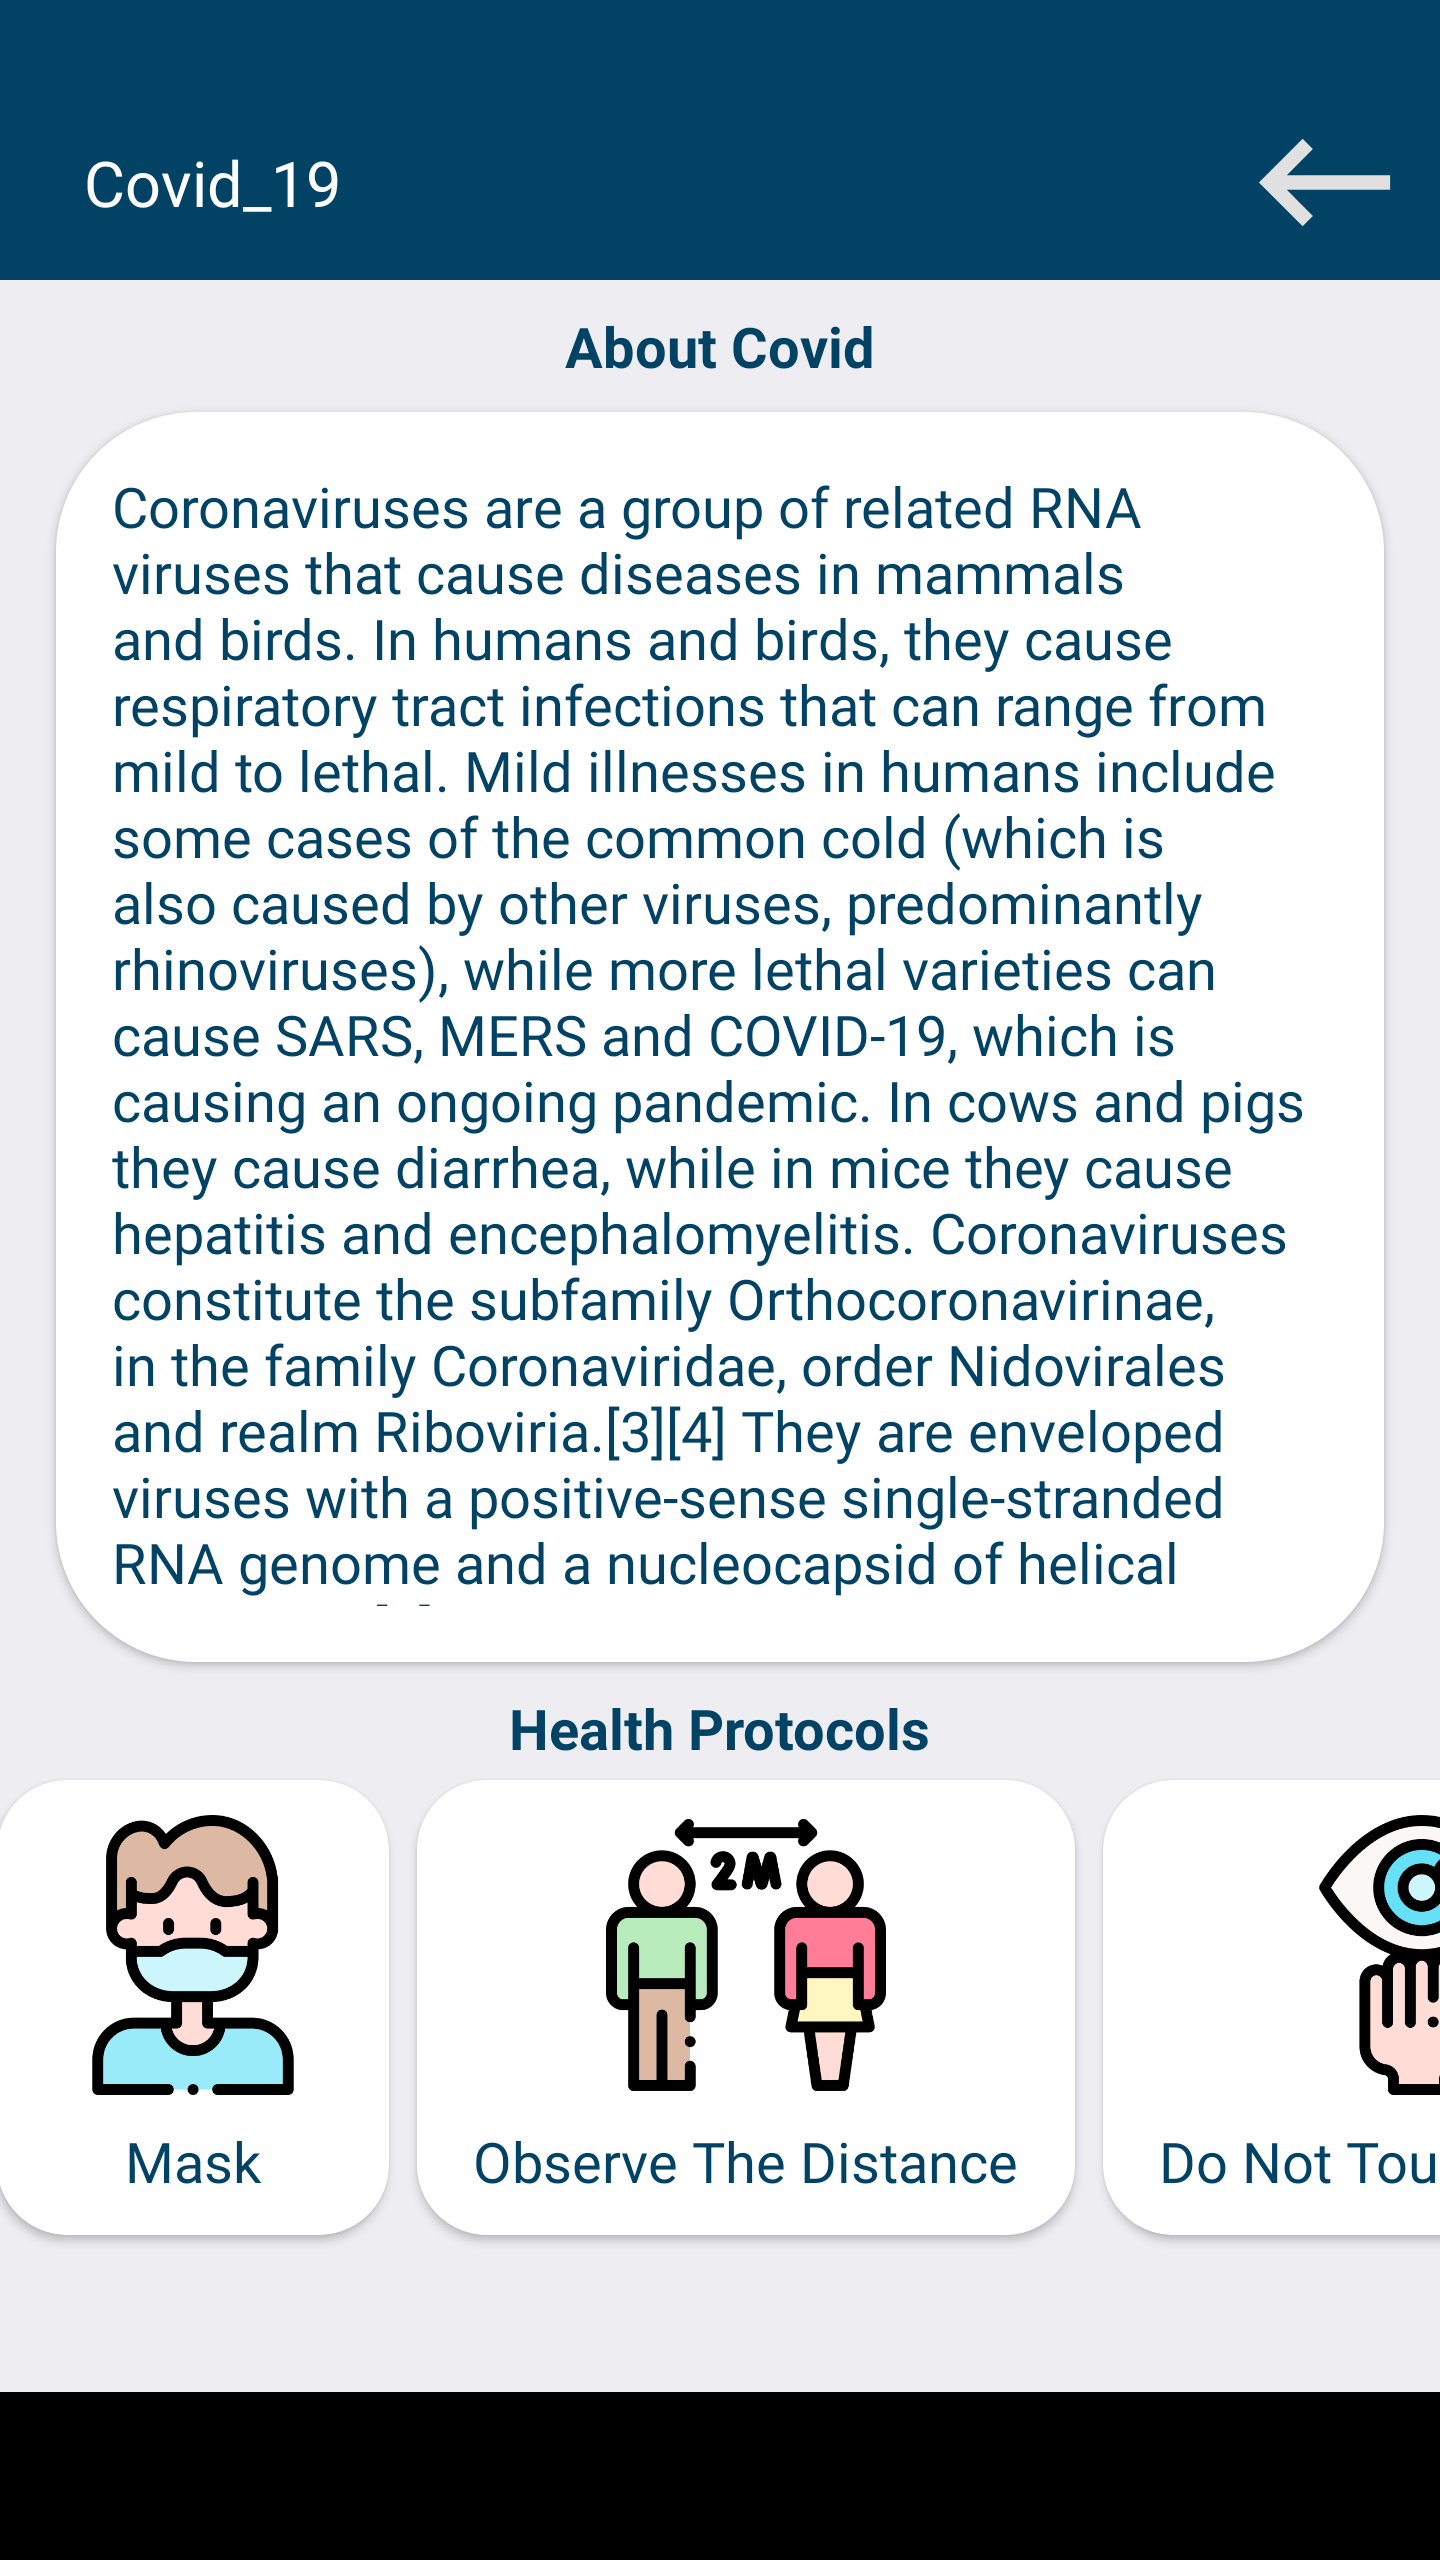 Covid_19
About Covid
Coronaviruses are a group of related RNA
viruses that cause diseases in mammals
and birds. In humans and birds, they cause
respiratory tract infections that can range from
mild to lethal. Mild illnesses in humans include
some cases of the common cold (which is
also caused by other viruses, predominantly
rhinoviruses), while more lethal varieties can
cause SARS, MERS and COVID-19, which is
causing an ongoing pandemic. In cows and pigs
they cause diarrhea, while in mice they cause
hepatitis and encephalomyelitis. Coronaviruses
constitute the subfamily Orthocoronavirinae,
in the family Coronaviridae, order Nidovirales
and realm Riboviria.[3][4] They are enveloped
viruses with a positive-sense single-stranded
RNA genome and a nucleocapsid of helical
Health Protocols
2M
Mask
Observe The Distance
Do Not